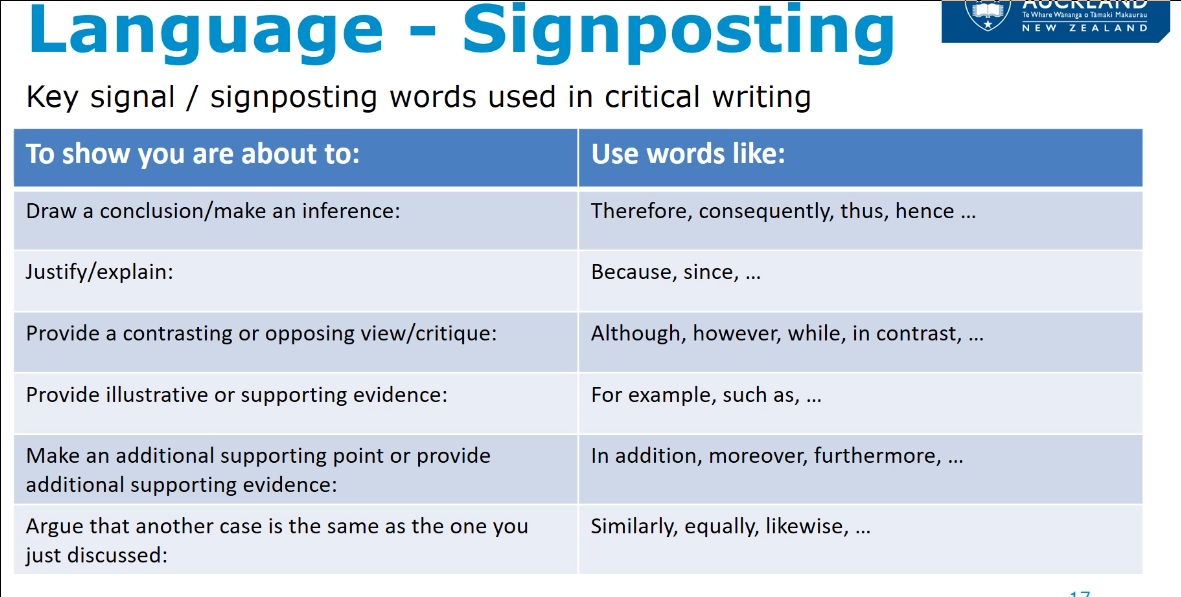 Language - Signposting
AUCKLAND
Te Whare Wānanga o Tāmaki Makaurau
NEW ZEALAND
Key signal / signposting words used in critical writing
To show you are about to: Use words like:
Draw a conclusion/make an inference: Therefore, consequently, thus, hence ...
Justify/explain: Because, since, ...
Provide a contrasting or opposing view/critique: Although, however, while, in contrast, ...
Provide illustrative or supporting evidence: For example, such as, ...
Make an additional supporting point or provide In addition, moreover, furthermore, ...
additional supporting evidence:
Argue that another case is the same as the one you Similarly, equally, likewise, ...
just discussed:
17